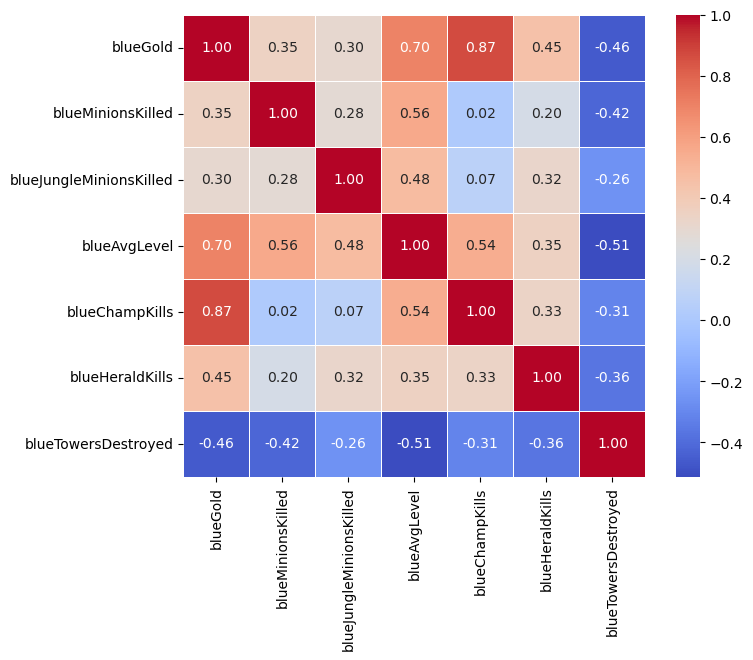 blueGold 1.00 0.35 0.30 0.70 0.87 0.45 -0.46
blueMinionsKilled 0.35 1.00 0.28 0.56 0.02 0.20 -0.42
blueJungleMinionsKilled 0.30 0.28 1.00 0.48 0.07 0.32 -0.26
blueAvgLevel 0.70 0.56 0.48 1.00 0.54 0.35 -0.51
blueChampKills 0.87 0.02 0.07 0.54 1.00 0.33 -0.31
blueHeraldKills 0.45 0.20 0.32 0.35 0.33 1.00 -0.36
blueTowersDestroyed -0.46 -0.42 -0.26 -0.51 -0.31 -0.36 1.00
blueGold
blueMinionsKilled
blueJungleMinionsKilled
blueAvgLevel
blueChampKills
blueHeraldKills
blueTowersDestroyed
1.0
0.8
0.6
0.4
0.2
0.0
−0.2
−0.4